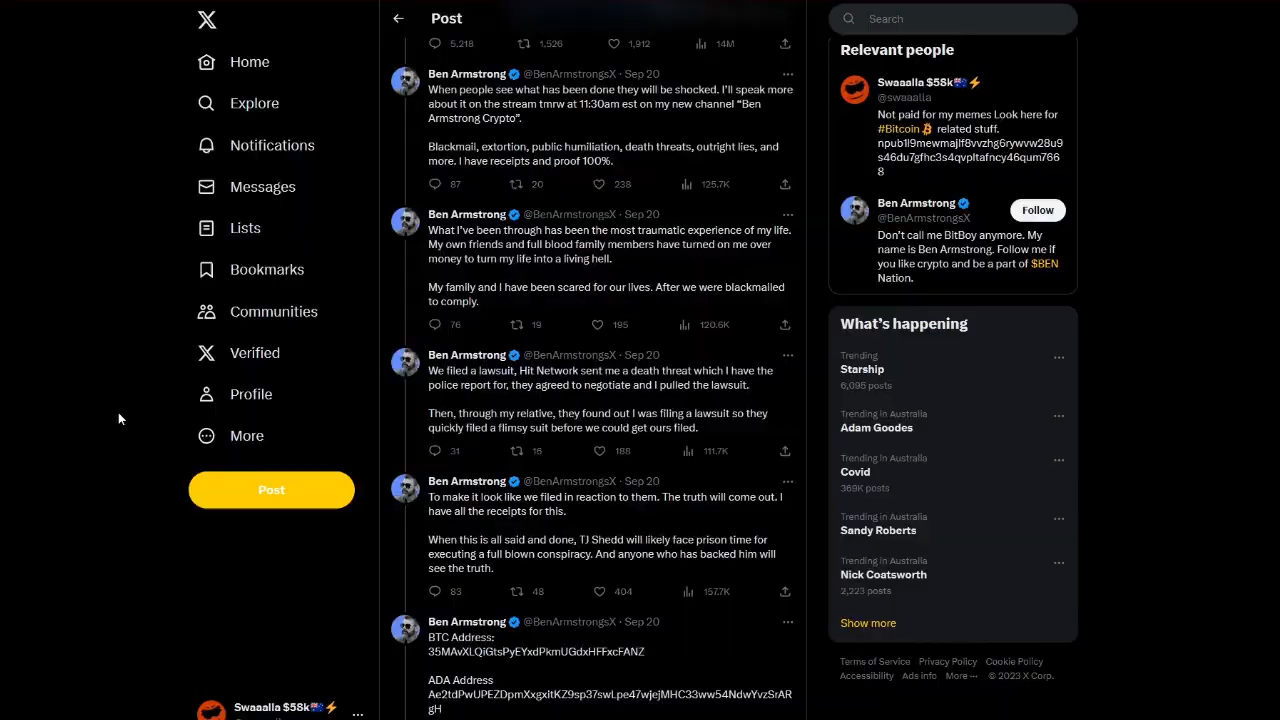 Home
Explore
Notifications
Messages
Lists
Bookmarks
Communities
Verified
Profile
More
Post
Swaaalla $58k
Post
5,218 1,526 1,912 14M
Ben Armstrong @BenArmstrongsX · Sep 20
When people see what has been done they will be shocked. I'll speak more
about it on the stream tmrw at 11:30am est on my new channel "Ben
Armstrong Crypto".
Blackmail, extortion, public humiliation, death threats, outright lies, and
more. I have receipts and proof 100%.
87 20 238 125.7K
Ben Armstrong @BenArmstrongsX · Sep 20
What I've been through has been the most traumatic experience of my life.
My own friends and full blood family members have turned on me over
money to turn my life into a living hell.
My family and I have been scared for our lives. After we were blackmailed
to comply.
76 19 195 120.6K
Ben Armstrong @BenArmstrongsX · Sep 20
We filed a lawsuit, Hit Network sent me a death threat which I have the
police report for, they agreed to negotiate and I pulled the lawsuit.
Then, through my relative, they found out I was filing a lawsuit so they
quickly filed a flimsy suit before we could get ours filed.
31 16 188 111.7K
Ben Armstrong @BenArmstrongsX · Sep 20
To make it look like we filed in reaction to them. The truth will come out. I
have all the receipts for this.
When this is all said and done, TJ Shedd will likely face prison time for
executing a full blown conspiracy. And anyone who has backed him will
see the truth.
83 48 404 157.7K
Ben Armstrong @BenArmstrongsX · Sep 20
BTC Address:
35MAvXLQiGtsPyEYxdPkmUGdxHFFxcFANZ
ADA Address
Ae2tdPwUPEZDpmXxgxitKZ9sp37swLpe47wjejMHC33ww54NdwYvzSrAR
gH
Search
Relevant people
Swaaalla $58k
@swaaalla
Not paid for my memes Look here for
#Bitcoin related stuff.
npub1l9mewmajlf8vvzhg6rywvw28u9
s46du7gfhc3s4qvpltafncy46qum766
8
Ben Armstrong
@BenArmstrongsX
Follow
Don't call me BitBoy anymore. My
name is Ben Armstrong. Follow me if
you like crypto and be a part of $BEN
Nation.
What's happening
Trending
Starship
6,095 posts
Trending in Australia
Adam Goodes
Trending in Australia
Covid
369K posts
Trending in Australia
Sandy Roberts
Trending in Australia
Nick Coatsworth
2,223 posts
Show more
Terms of Service Privacy Policy Cookie Policy
Accessibility Ads info More ··· © 2023 X Corp.